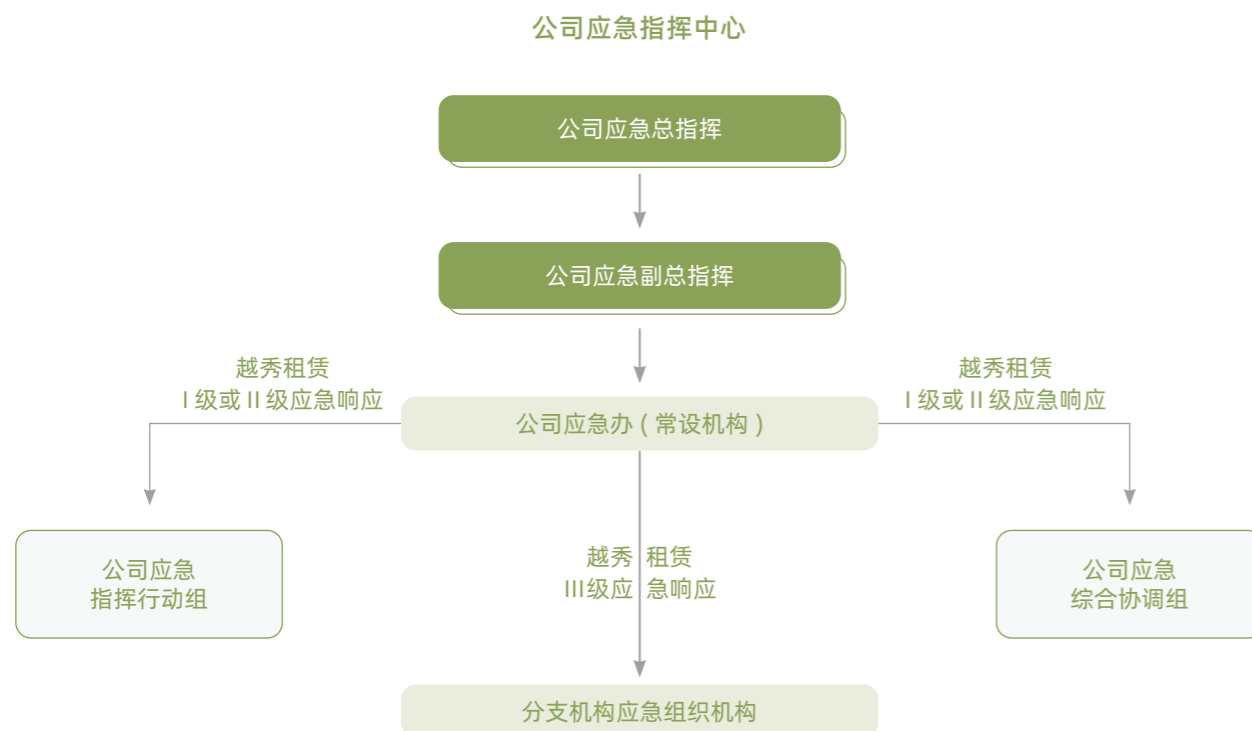 公司应急指挥中心
公司应急总指挥
公司应急副总指挥
越秀租赁
I 级或 II 级应急响应
越秀租赁
I 级或 II 级应急响应
公司应急办 ( 常设机构 )
公司应急
指挥行动组
越秀 租赁
III级应 急响应
公司应急
综合协调组
分支机构应急组织机构